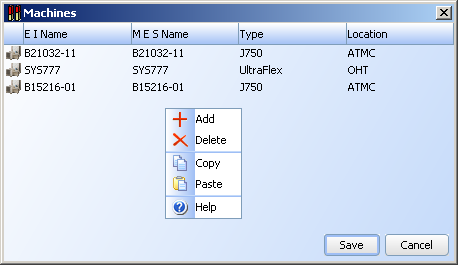 Machines
E I Name M E S Name Type Location
B21032-11 B21032-11 J750 ATMC
SYS777 SYS777 UltraFlex OHT
B15216-01 B15216-01 J750 ATMC
Add
Delete
Copy
Paste
Help
Save Cancel